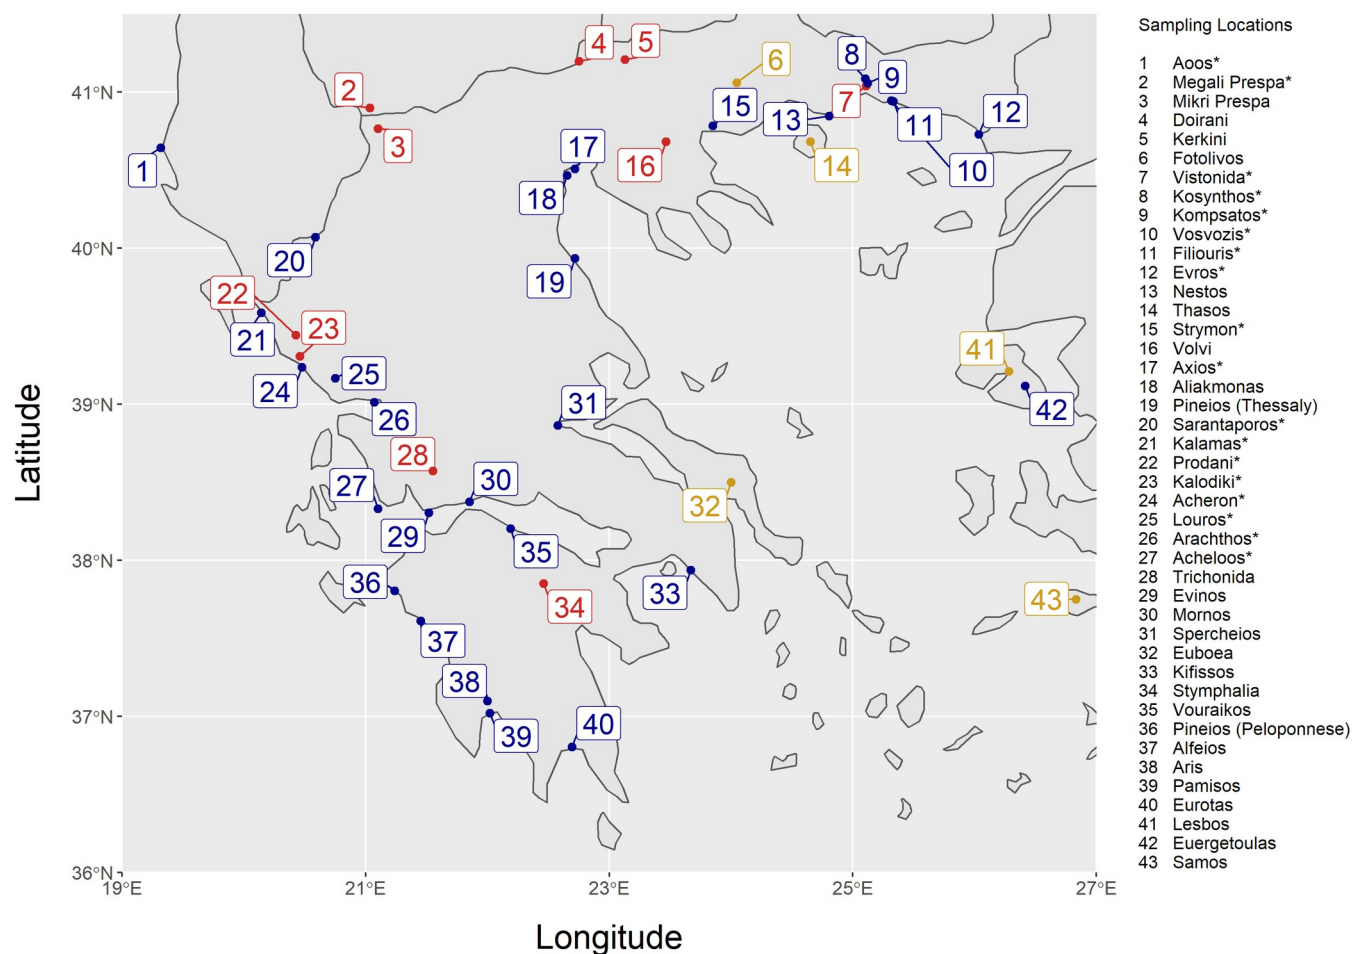 Sampling Locations
1 Aoos*
2 Megali Prespa*
3 Mikri Prespa
4 Doirani
5 Kerkini
6 Fotolivos
7 Vistonida*
8 Kosynthos*
9 Kompsatos*
10 Vosvozis*
11 Filiouris*
12 Evros*
13 Nestos
14 Thasos
15 Strymon*
16 Volvi
17 Axios*
18 Aliakmonas
19 Pineios (Thessaly)
20 Sarantaporos*
21 Kalamas*
22 Prodani*
23 Kalodiki*
24 Acheron*
25 Louros*
26 Arachthos*
27 Acheloos*
28 Trichonida
29 Evinos
30 Mornos
31 Spercheios
32 Euboea
33 Kifissos
34 Stymphalia
35 Vouraikos
36 Pineios (Peloponnese)
37 Alfeios
38 Aris
39 Pamisos
40 Eurotas
41 Lesbos
42 Euergetoulas
43 Samos
Latitude
41°N
40°N
39°N
38°N
37°N
36°N
4
5
8
6
9
2
7
15
12
13
11
3
17
1
16
14
10
18
20
19
22
21
23
41
24
25
31
42
26
28
27
30
32
29
35
36
33
34
43
37
38
39
40
19°E
21°E
23°E
25°E
27°E
Longitude